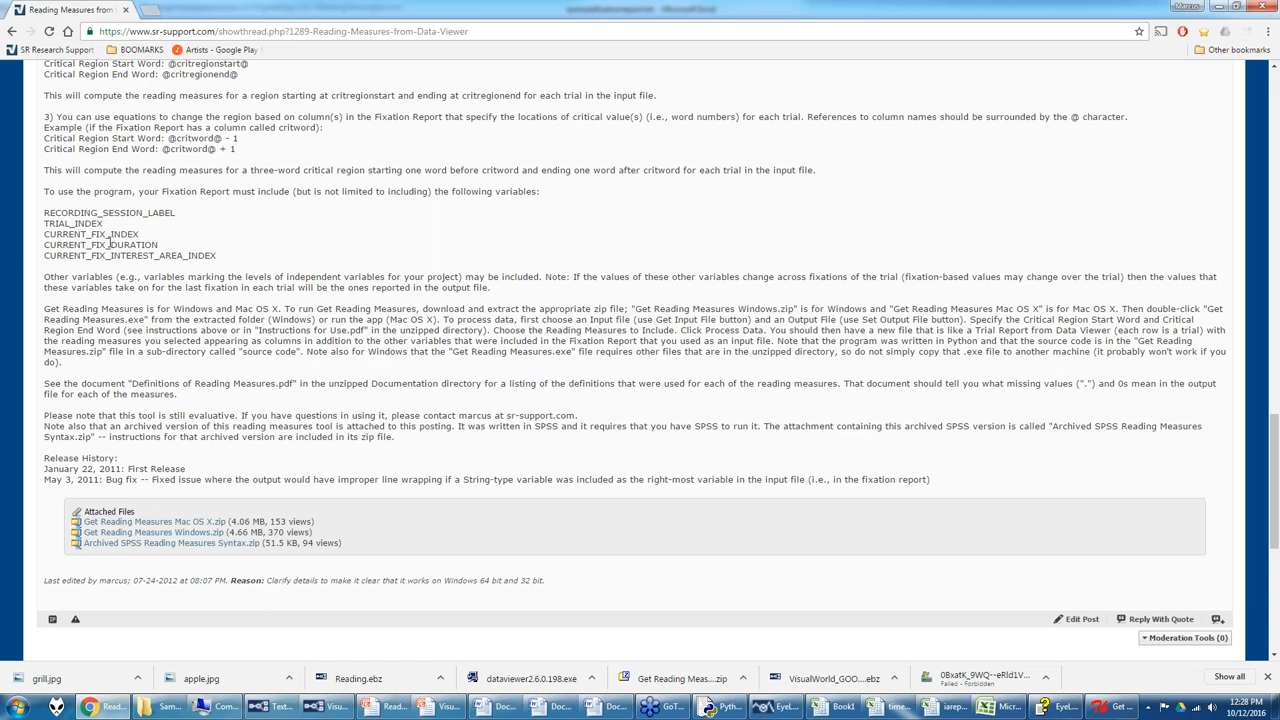 sampletitlefixreport.txt - Microsoft Excel
Reading Measures from D
Marcus
https://www.sr-support.com/showthread.php?1289-Reading-Measures-from-Data-Viewer
SR Research Support
BOOMARKS
Artists - Google Play
Other bookmarks
Critical Region Start Word: @critregionstart@
Critical Region End Word: @critregionend@
This will compute the reading measures for a region starting at critregionstart and ending at critregionend for each trial in the input file.
3) You can use equations to change the region based on column(s) in the Fixation Report that specify the locations of critical value(s) (i.e., word numbers) for each trial. References to column names should be surrounded by the @ character.
Example (if the Fixation Report has a column called critword):
Critical Region Start Word: @critword@ - 1
Critical Region End Word: @critword@ + 1
This will compute the reading measures for a three-word critical region starting one word before critword and ending one word after critword for each trial in the input file.
To use the program, your Fixation Report must include (but is not limited to including) the following variables:
RECORDING_SESSION_LABEL
TRIAL_INDEX
CURRENT_FIX_INDEX
CURRENT_FIX_DURATION
CURRENT_FIX_INTEREST_AREA_INDEX
Other variables (e.g., variables marking the levels of independent variables for your project) may be included. Note: If the values of these other variables change across fixations of the trial (fixation-based values may change over the trial) then the values that
these variables take on for the last fixation in each trial will be the ones reported in the output file.
Get Reading Measures is for Windows and Mac OS X. To run Get Reading Measures, download and extract the appropriate zip file; "Get Reading Measures Windows.zip" is for Windows and "Get Reading Measures Mac OS X" is for Mac OS X. Then double-click "Get
Reading Measures.exe" from the extracted folder (Windows) or run the app (Mac OS X). To process data, first choose an Input file (use Get Input File button) and an output File (use Set Output File button). Specify the Critical Region Start Word and Critical
Region End Word (see instructions above or in "Instructions for Use.pdf" in the unzipped directory). Choose the Reading Measures to Include. Click Process Data. You should then have a new file that is like a Trial Report from Data Viewer (each row is a trial) with
the reading measures you selected appearing as columns in addition to the other variables that were included in the Fixation Report that you used as an input file. Note that the program was written in Python and that the source code is in the "Get Reading
Measures.zip" file in a sub-directory called "source code". Note also for Windows that the "Get Reading Measures.exe" file requires other files that are in the unzipped directory, so do not simply copy that .exe file to another machine (it probably won't work if you
do).
See the document "Definitions of Reading Measures.pdf" in the unzipped Documentation directory for a listing of the definitions that were used for each of the reading measures. That document should tell you what missing values (".") and 0s mean in the output
file for each of the measures.
Please note that this tool is still evaluative. If you have questions in using it, please contact marcus at sr-support.com.
Note also that an archived version of this reading measures tool is attached to this posting. It was written in SPSS and it requires that you have SPSS to run it. The attachment containing this archived SPSS version is called "Archived SPSS Reading Measures
Syntax.zip" -- instructions for that archived version are included in its zip file.
Release History:
January 22, 2011: First Release
May 3, 2011: Bug fix -- Fixed issue where the output would have improper line wrapping if a String-type variable was included as the right-most variable in the input file (i.e., in the fixation report)
Attached Files
Get Reading Measures Mac OS X.zip (4.06 MB, 153 views)
Get Reading Measures Windows.zip (4.66 MB, 370 views)
Archived SPSS Reading Measures Syntax.zip (51.5 KB, 94 views)
Last edited by marcus; 07-24-2012 at 08:07 PM. Reason: Clarify details to make it clear that it works on Windows 64 bit and 32 bit.
Edit Post
Reply With Quote
Moderation Tools (0)
grill.jpg
apple.jpg
Reading.ebz
dataviewer2.6.0.138.exe
Get Reading Meas....zip
VisualWorld_GOO....ebz
0BxatK_9WQ--eRld1V...
Failed - Forbidden
Show all
Read...
Sam...
Com...
Text...
Visu...
Read...
Visu...
Doc...
Doc...
Doc...
GoT...
Pyth...
EyeL...
Book1
time...
iarep...
Micr...
EyeL...
Get ...
12:28 PM
10/12/2016